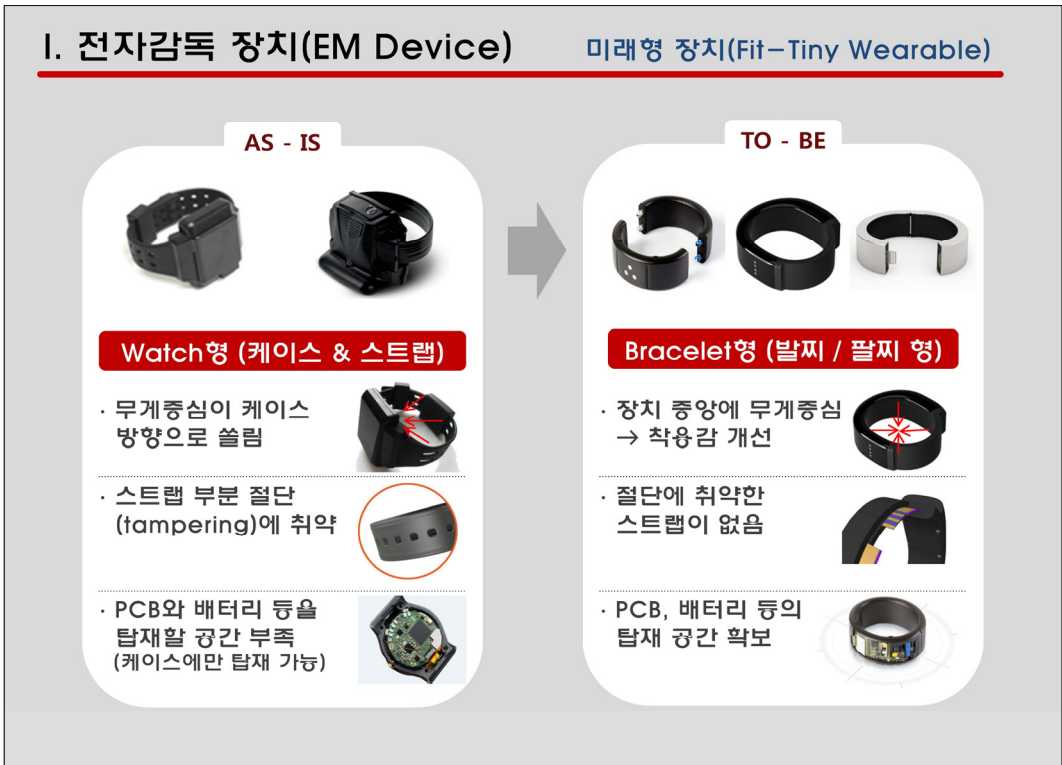 I. 전자감독 장치(EM Device)
미래형 장치(Fit-Tiny Wearable)
AS - IS
Watch형 (케이스 & 스트랩)
· 무게중심이 케이스
방향으로 쏠림
· 스트랩 부분 절단
(tampering)에 취약
· PCB와 배터리 등을
탑재할 공간 부족
(케이스에만 탑재 가능)
TO - BE
Bracelet형 (발찌 / 팔찌 형)
· 장치 중앙에 무게중심
→ 착용감 개선
· 절단에 취약한
스트랩이 없음
· PCB, 배터리 등의
탑재 공간 확보